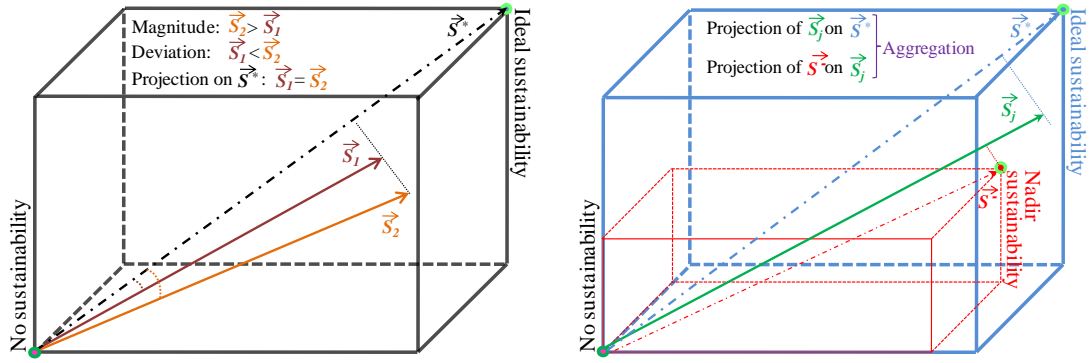 Magnitude: S₂ > S₁
Deviation: S₁ < S₂
Projection on S*: S₁ = S₂
S*
Ideal sustainability
S₁
S₂
No sustainability
Projection of Sⱼ on S*
Projection of S⁻ on Sⱼ
Aggregation
S*
Ideal sustainability
Sⱼ
S⁻
Nadir
sustainability
No sustainability